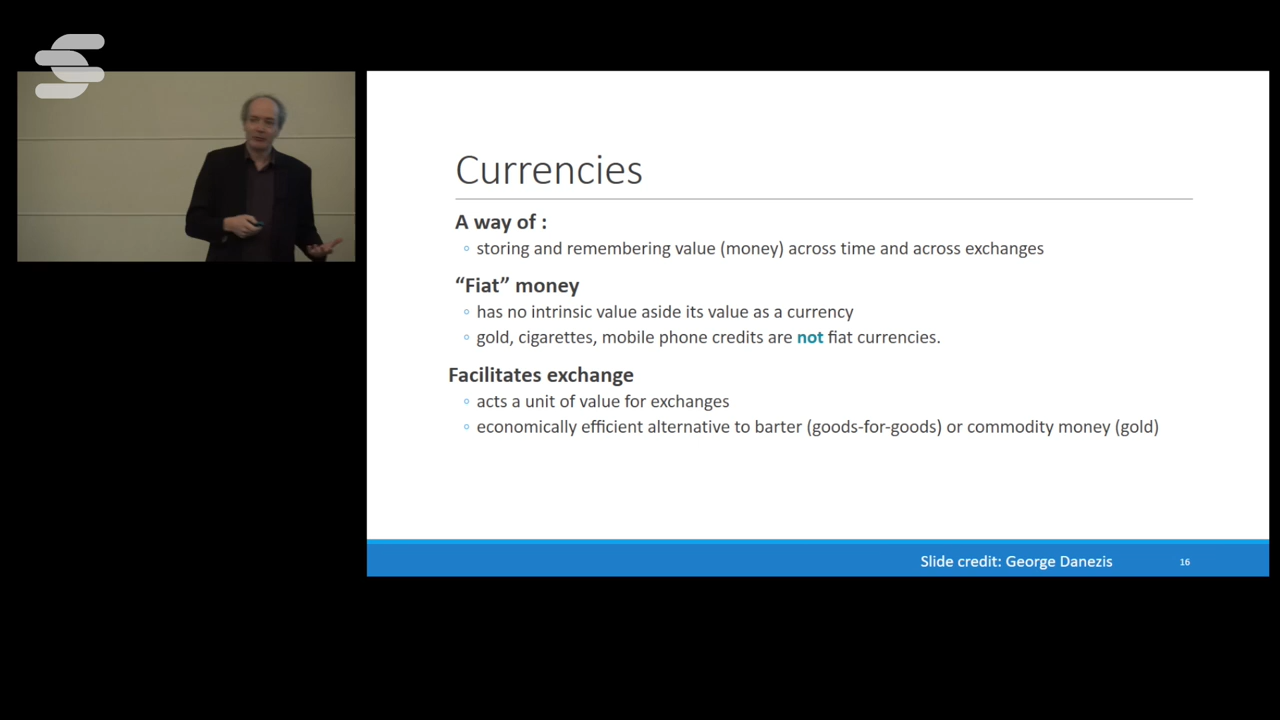 Currencies
A way of :
storing and remembering value (money) across time and across exchanges
“Fiat” money
has no intrinsic value aside its value as a currency
gold, cigarettes, mobile phone credits are not fiat currencies.
Facilitates exchange
acts a unit of value for exchanges
economically efficient alternative to barter (goods-for-goods) or commodity money (gold)
Slide credit: George Danezis
16